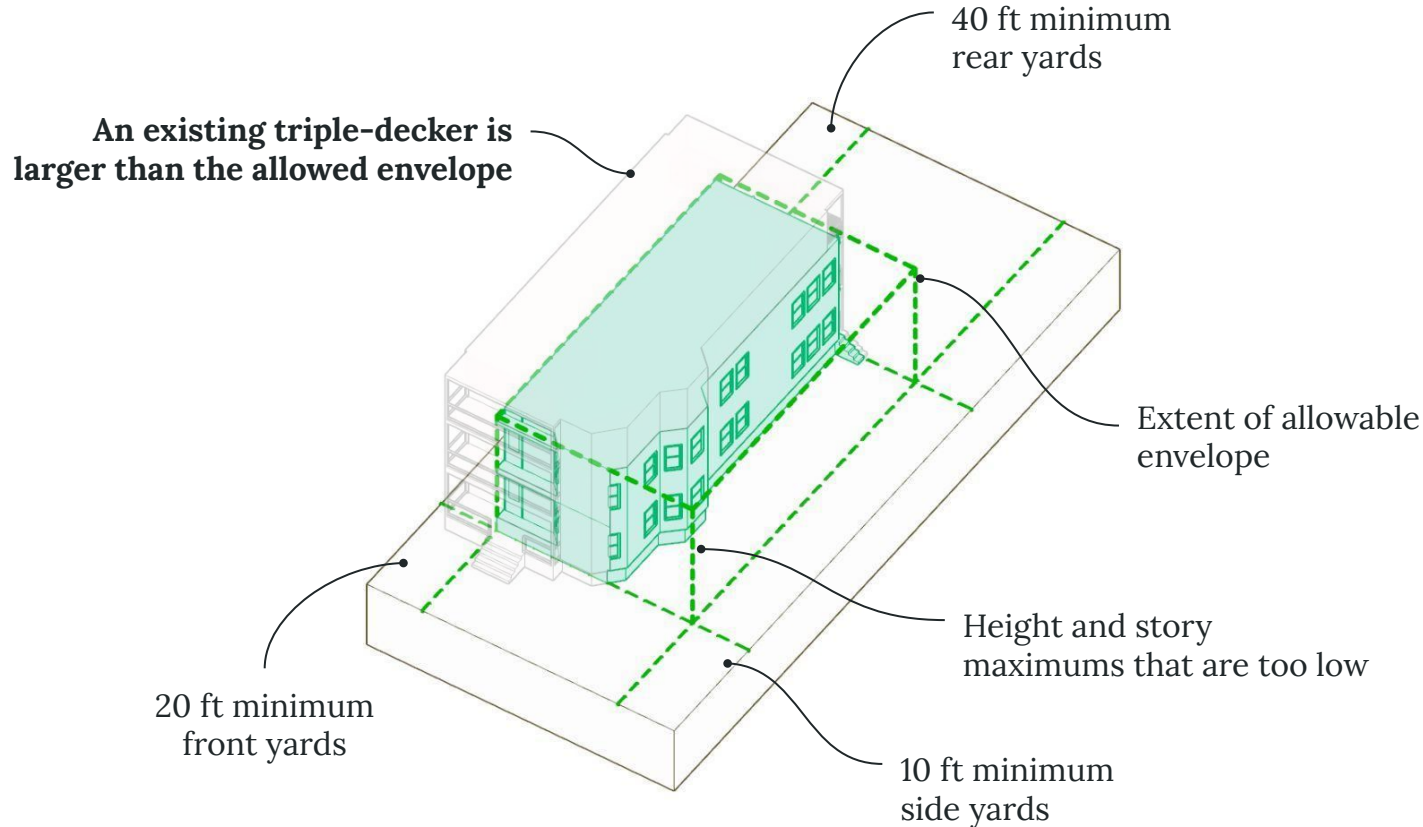 40 ft minimum
rear yards
An existing triple-decker is
larger than the allowed envelope
Extent of allowable
envelope
Height and story
maximums that are too low
20 ft minimum
front yards
10 ft minimum
side yards